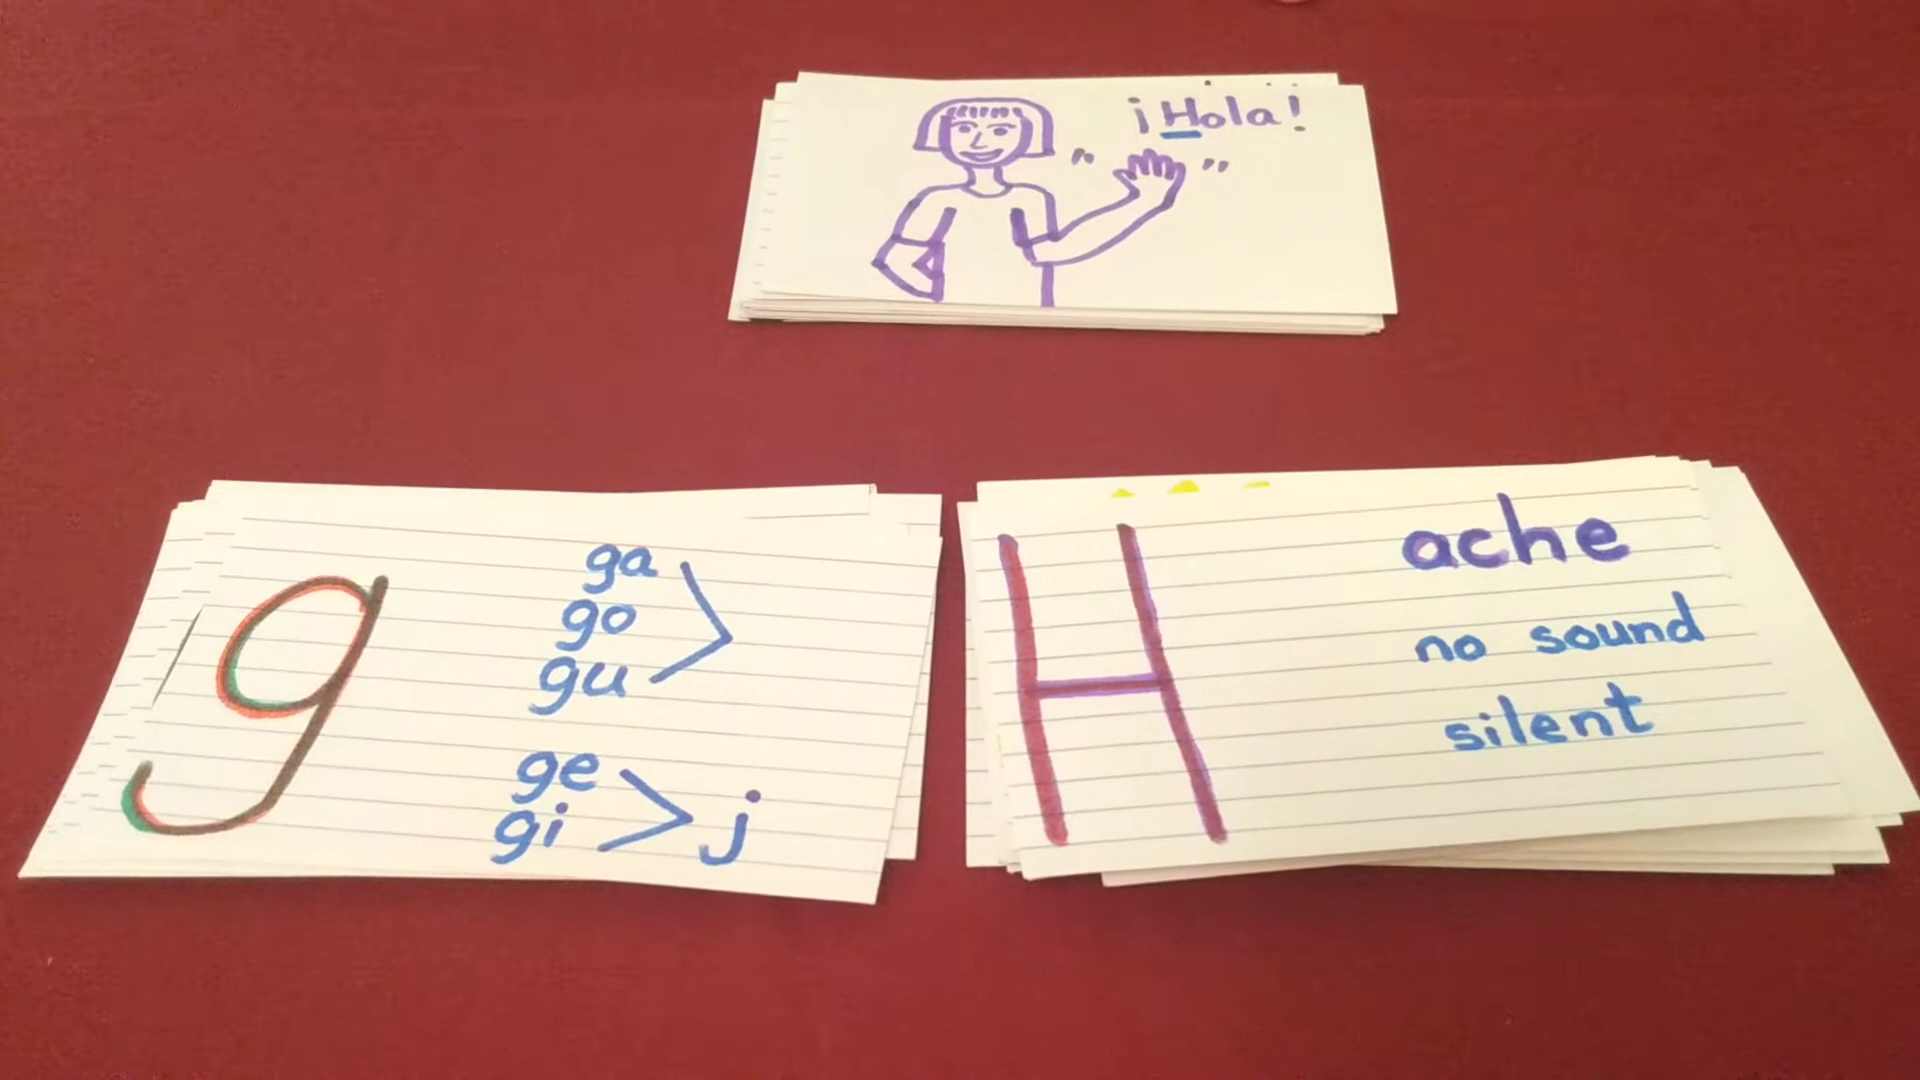 ¡Hola!
g
ga
go
gu >
ge
gi > j
H
ache
no sound
silent